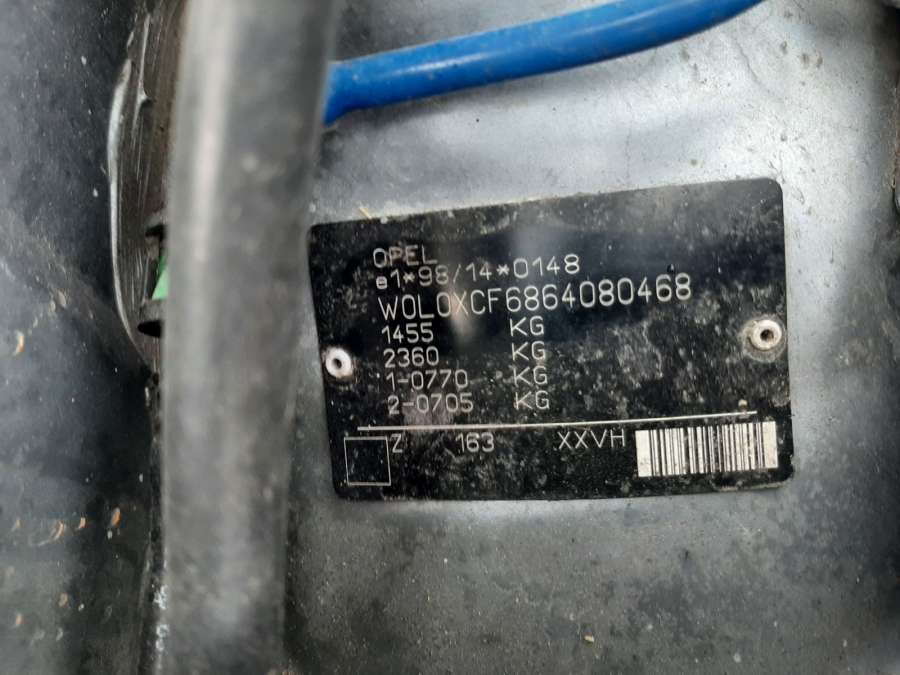 OPEL
e1*98/14*0148
W0L0XCF6864080468
1455 KG
2360 KG
1-0770 KG
2-0705 KG
Z 163 XXVH